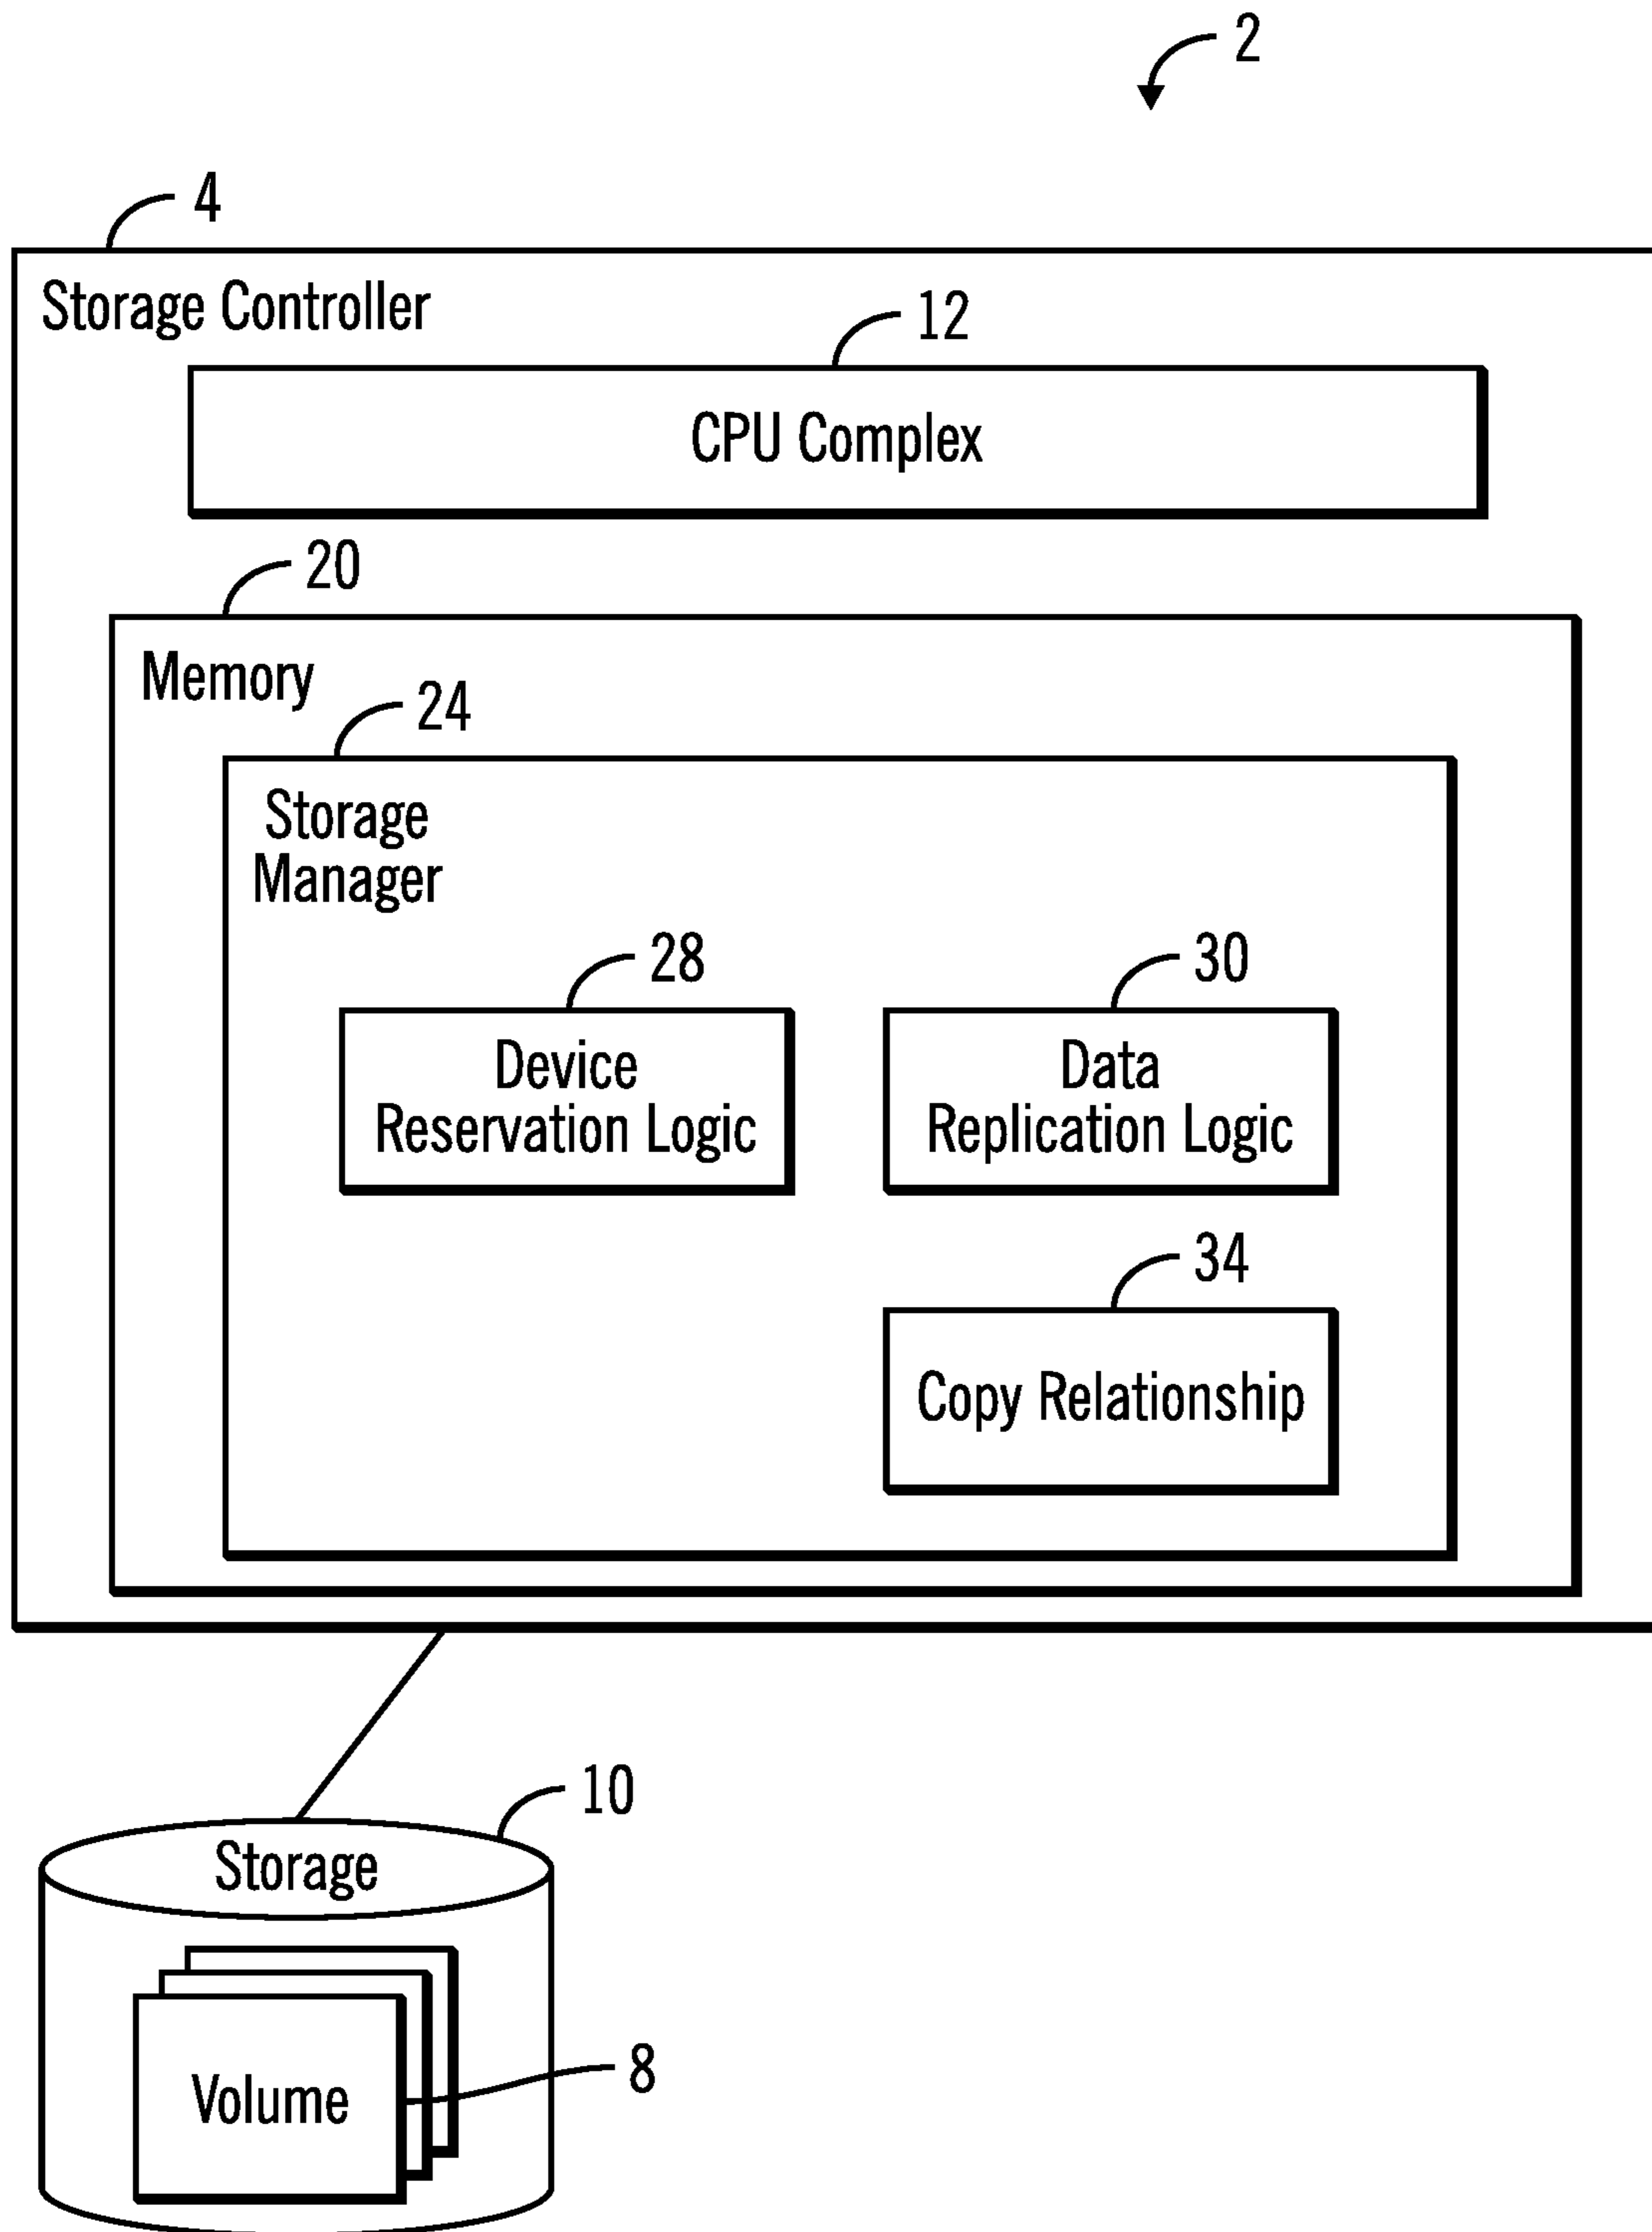 2
4
Storage Controller
12
CPU Complex
20
Memory
24
Storage
Manager
28
30
Device
Reservation Logic
Data
Replication Logic
34
Copy Relationship
10
Storage
Volume
8